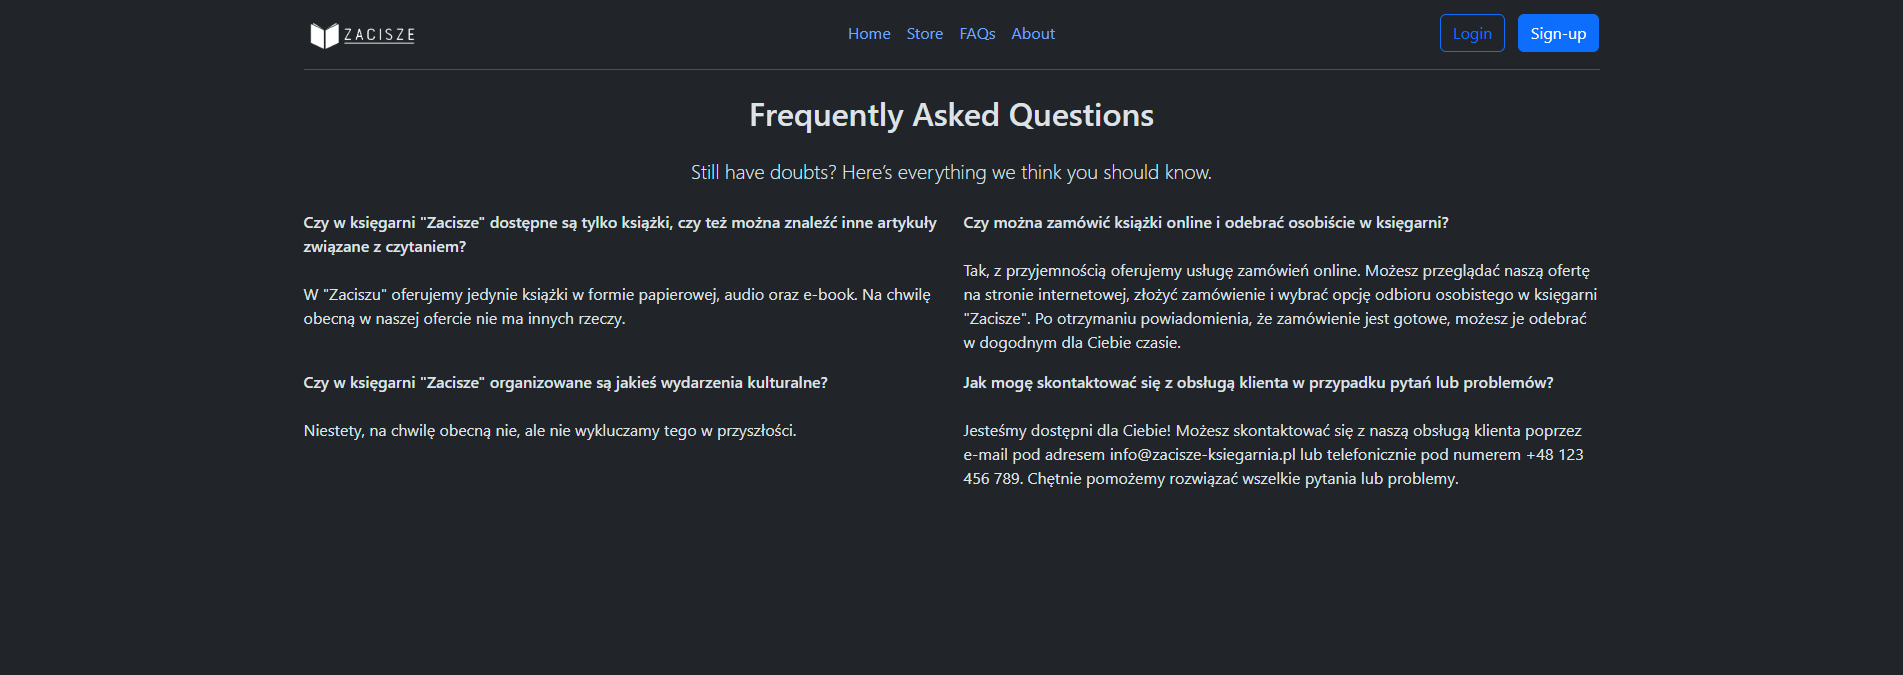 ZACISZE
Home Store FAQs About
Login Sign-up
Frequently Asked Questions
Still have doubts? Here’s everything we think you should know.
Czy w księgarni "Zacisze" dostępne są tylko książki, czy też można znaleźć inne artykuły
związane z czytaniem?
W "Zaciszu" oferujemy jedynie książki w formie papierowej, audio oraz e-book. Na chwilę
obecną w naszej ofercie nie ma innych rzeczy.
Czy można zamówić książki online i odebrać osobiście w księgarni?
Tak, z przyjemnością oferujemy usługę zamówień online. Możesz przeglądać naszą ofertę
na stronie internetowej, złożyć zamówienie i wybrać opcję odbioru osobistego w księgarni
"Zacisze". Po otrzymaniu powiadomienia, że zamówienie jest gotowe, możesz je odebrać
w dogodnym dla Ciebie czasie.
Czy w księgarni "Zacisze" organizowane są jakieś wydarzenia kulturalne?
Niestety, na chwilę obecną nie, ale nie wykluczamy tego w przyszłości.
Jak mogę skontaktować się z obsługą klienta w przypadku pytań lub problemów?
Jesteśmy dostępni dla Ciebie! Możesz skontaktować się z naszą obsługą klienta poprzez
e-mail pod adresem info@zacisze-ksiegarnia.pl lub telefonicznie pod numerem +48 123
456 789. Chętnie pomożemy rozwiązać wszelkie pytania lub problemy.